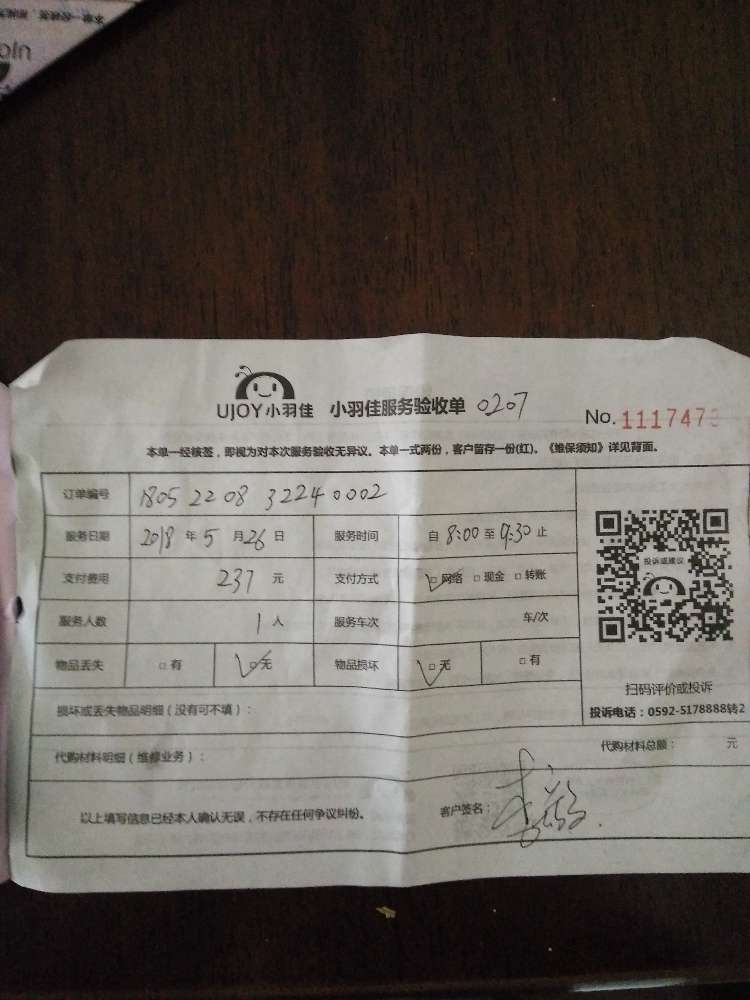 UJOY小羽佳 小羽佳服务验收单 0207
No. 1117473
本单一经核签，即视为对本次服务验收无异议。本单一式两份，客户留存一份(红)。《维保须知》详见背面。
订单编号 1805 2208 3224 0002
服务日期 2018 年 5 月 26 日 服务时间 自 8:00 至 9:30 止
支付费用 237 元 支付方式 ☑网络 □现金 □转账
服务人数 1 人 服务车次 车/次
物品丢失 □有 ☑无 物品损坏 ☑无 □有
投诉或建议
扫码评价或投诉
投诉电话：0592-5178888转2
损坏或丢失物品明细（没有可不填）：
代购材料明细（维修业务）： 代购材料总额： 元
以上填写信息已经本人确认无误，不存在任何争议纠纷。 客户签名：